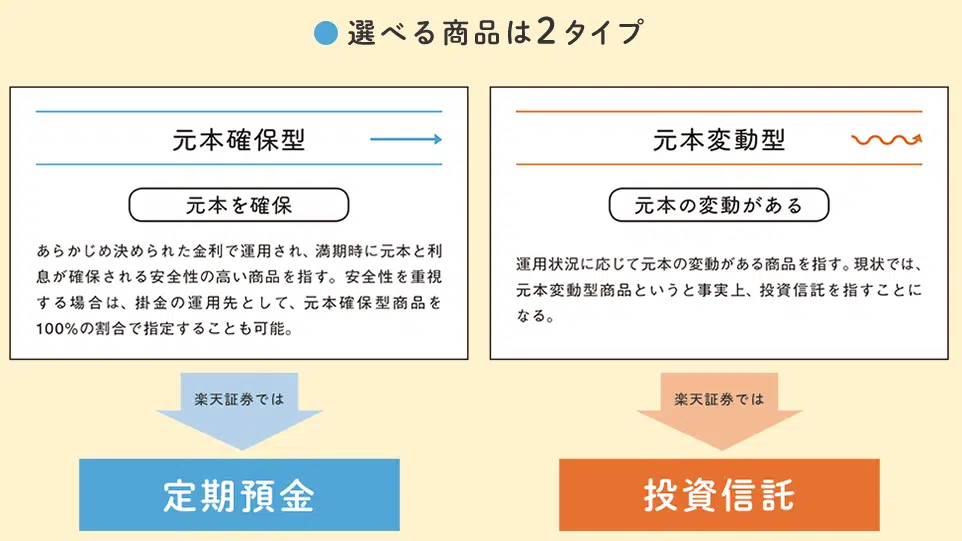 選べる商品は2タイプ
元本確保型
元本を確保
あらかじめ決められた金利で運用され、満期時に元本と利
息が確保される安全性の高い商品を指す。安全性を重視
する場合は、掛金の運用先として、元本確保型商品を
100%の割合で指定することも可能。
楽天証券では
定期預金
元本変動型
元本の変動がある
運用状況に応じて元本の変動がある商品を指す。現状では、
元本変動型商品というと事実上、投資信託を指すことに
なる。
楽天証券では
投資信託